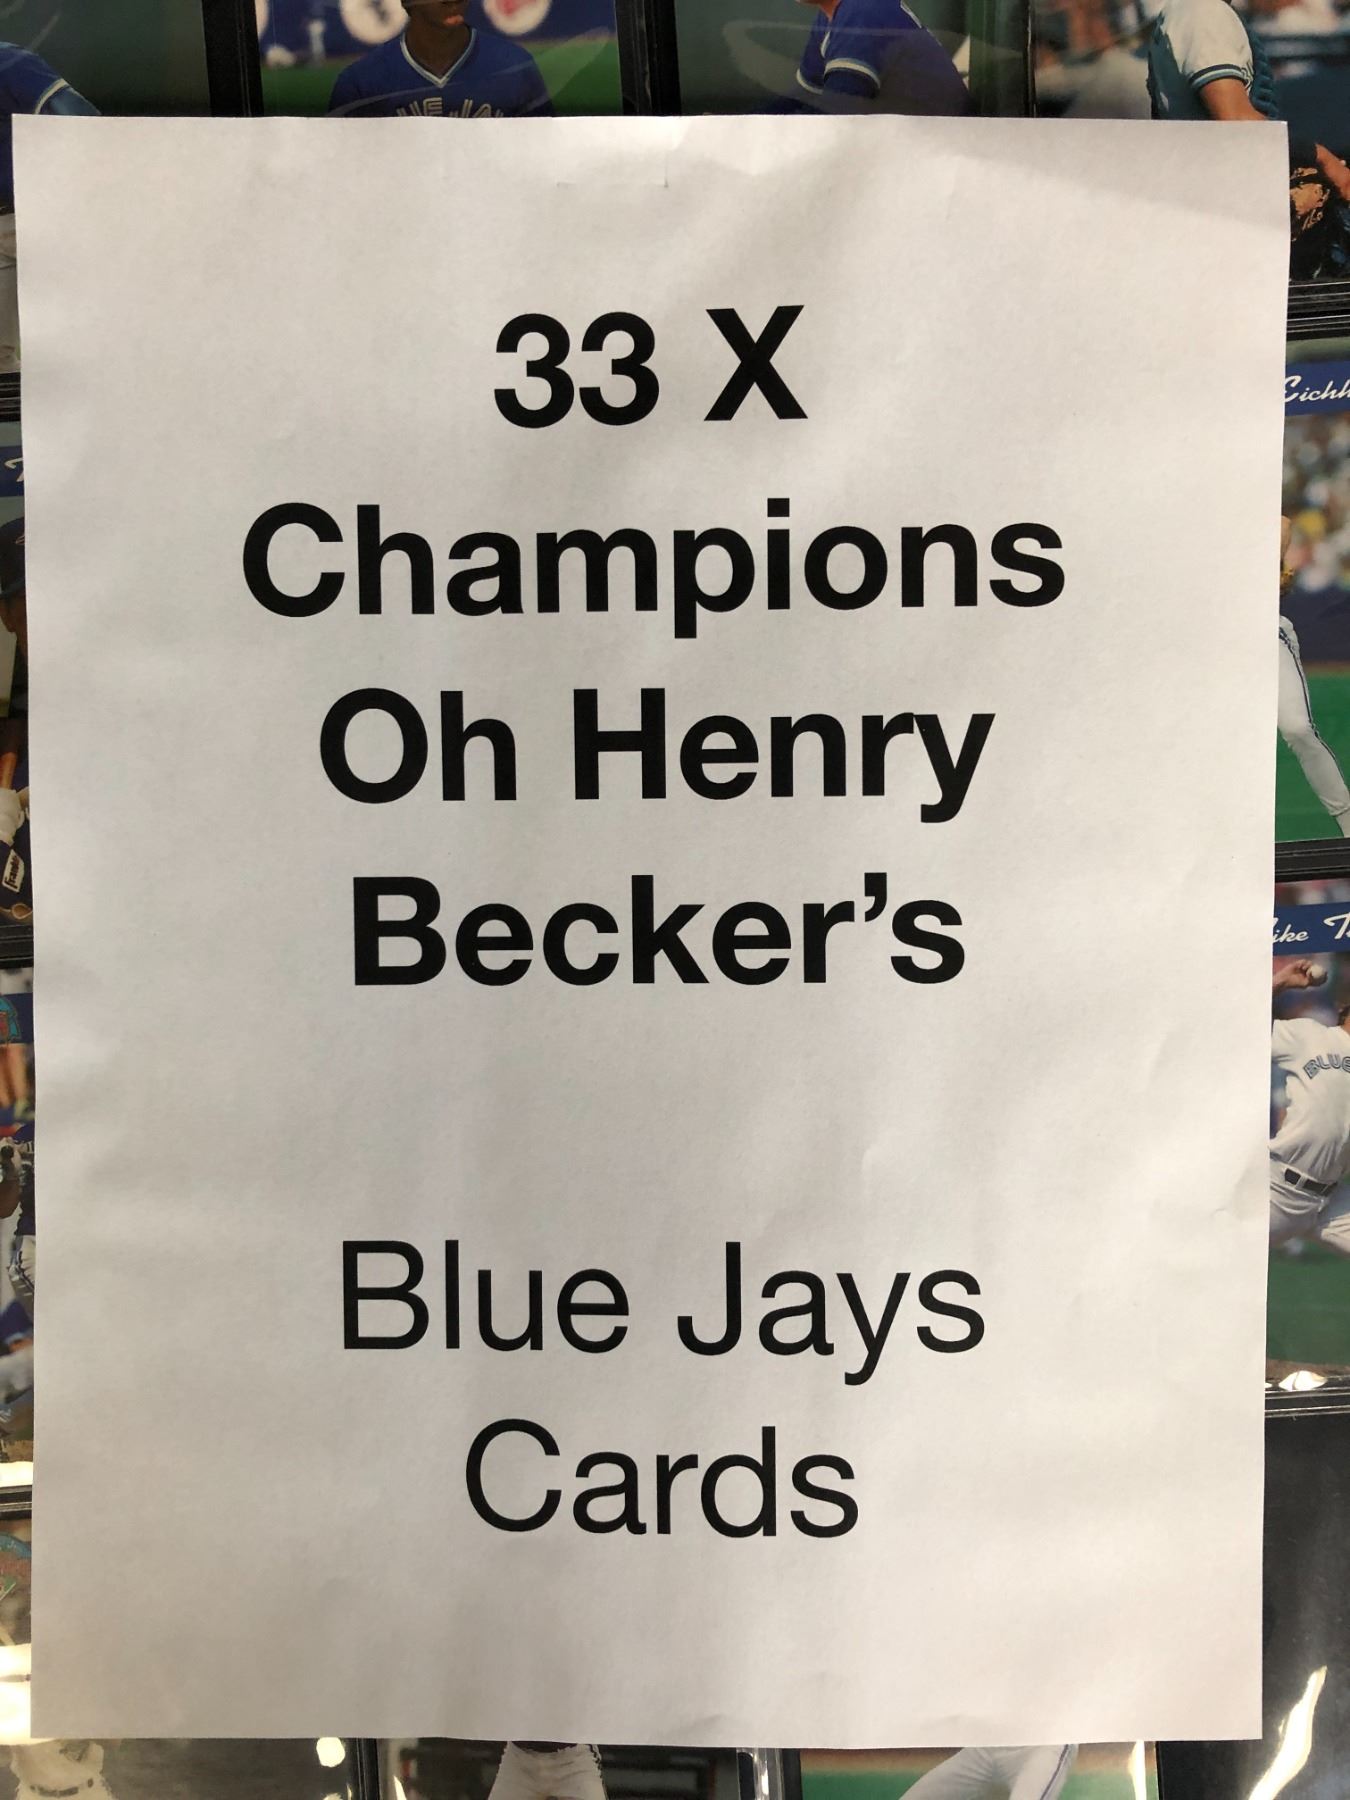 33 X
Champions
Oh Henry
Becker’s
Blue Jays
Cards